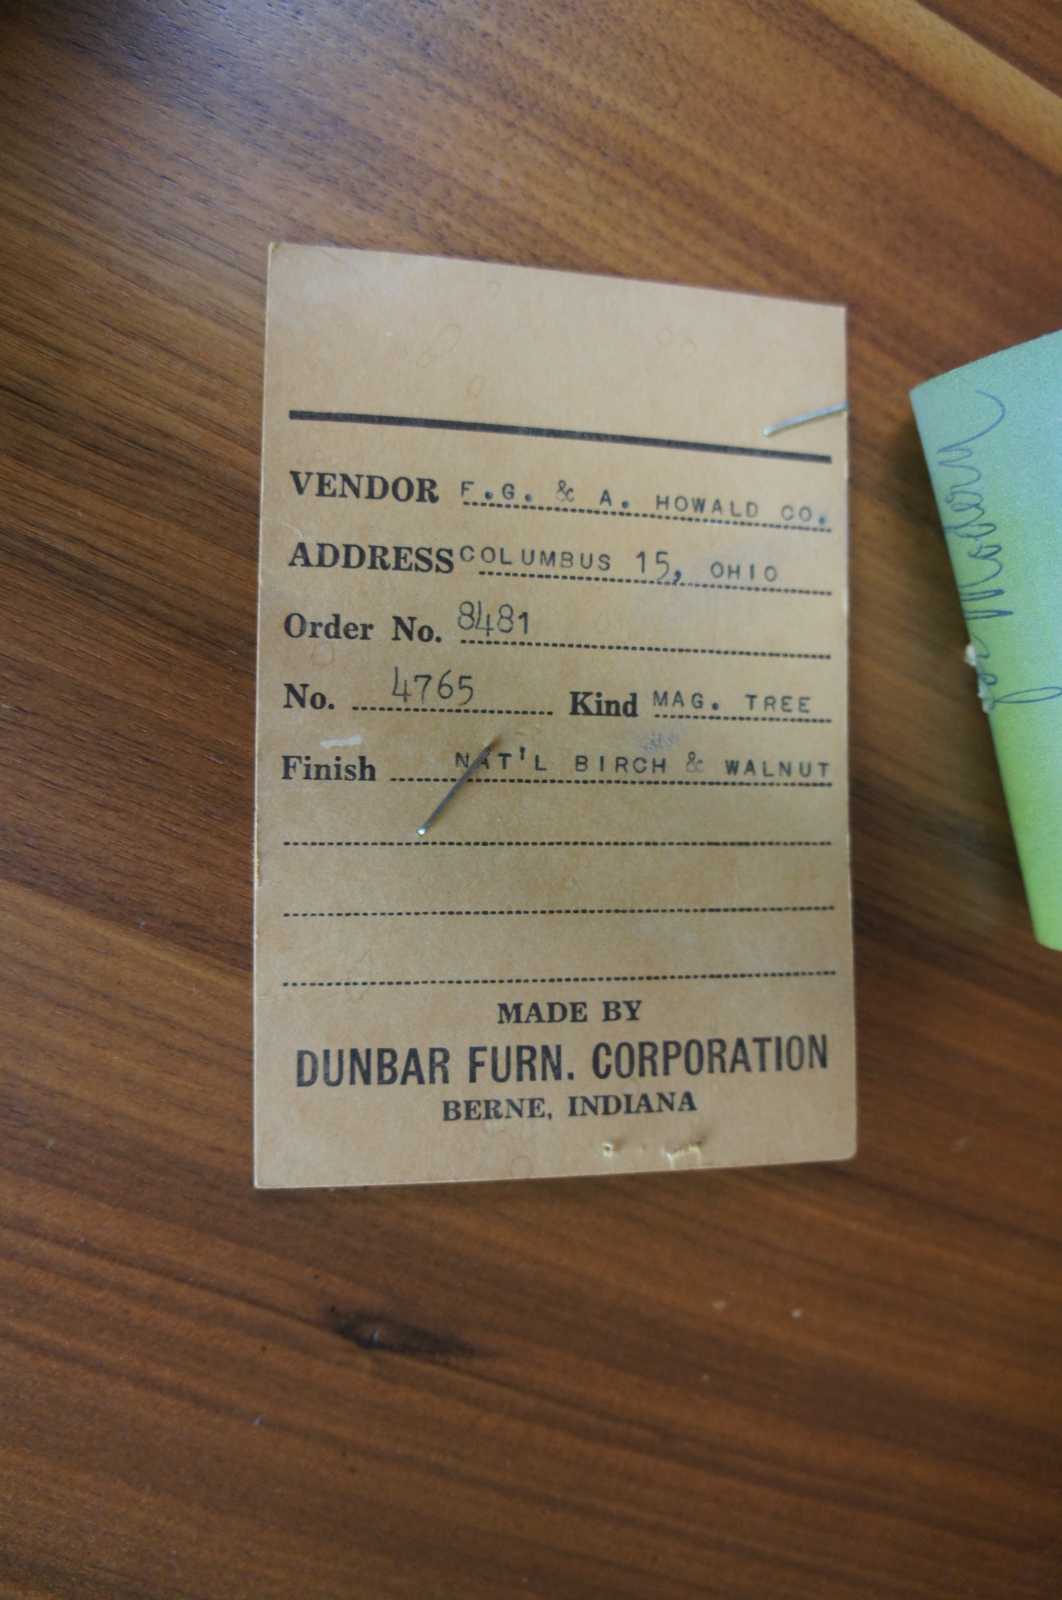 VENDOR F.G. & A. HOWALD CO.
ADDRESS COLUMBUS 15, OHIO
Order No. 8481
No. 4765 Kind MAG. TREE
Finish NAT'L BIRCH & WALNUT
MADE BY
DUNBAR FURN. CORPORATION
BERNE, INDIANA
Modern